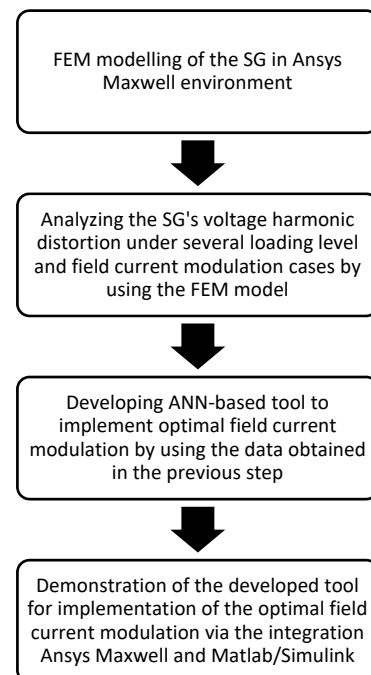 FEM modelling of the SG in Ansys
Maxwell environment
Analyzing the SG's voltage harmonic
distortion under several loading level
and field current modulation cases by
using the FEM model
Developing ANN-based tool to
implement optimal field current
modulation by using the data obtained
in the previous step
Demonstration of the developed tool
for implementation of the optimal field
current modulation via the integration
Ansys Maxwell and Matlab/Simulink